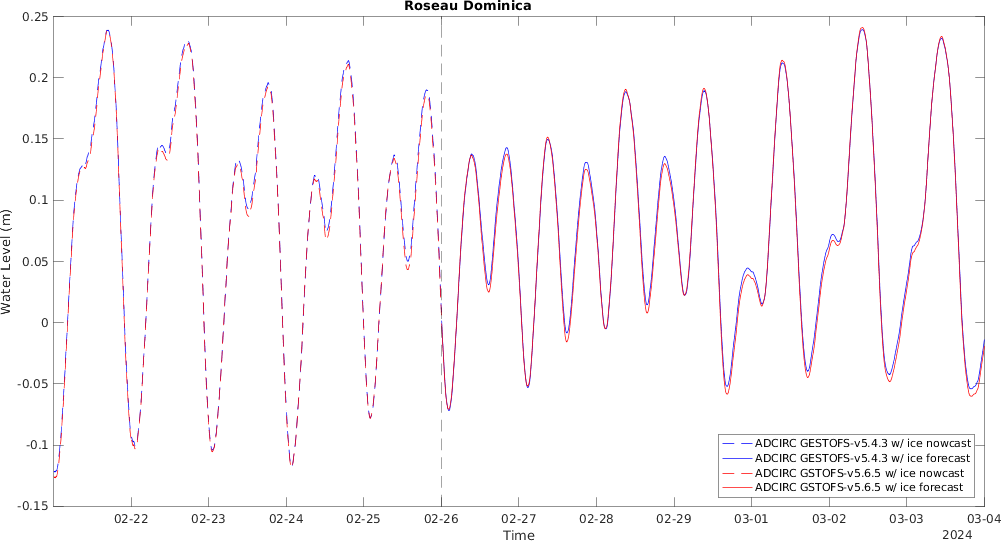 Roseau Dominica
0.25
0.2
0.15
0.1
0.05
0
-0.05
-0.1
-0.15
Water Level (m)
02-22 02-23 02-24 02-25 02-26 02-27 02-28 02-29 03-01 03-02 03-03 03-04
Time
2024
ADCIRC GESTOFS-v5.4.3 w/ ice nowcast
ADCIRC GESTOFS-v5.4.3 w/ ice forecast
ADCIRC GSTOFS-v5.6.5 w/ ice nowcast
ADCIRC GSTOFS-v5.6.5 w/ ice forecast